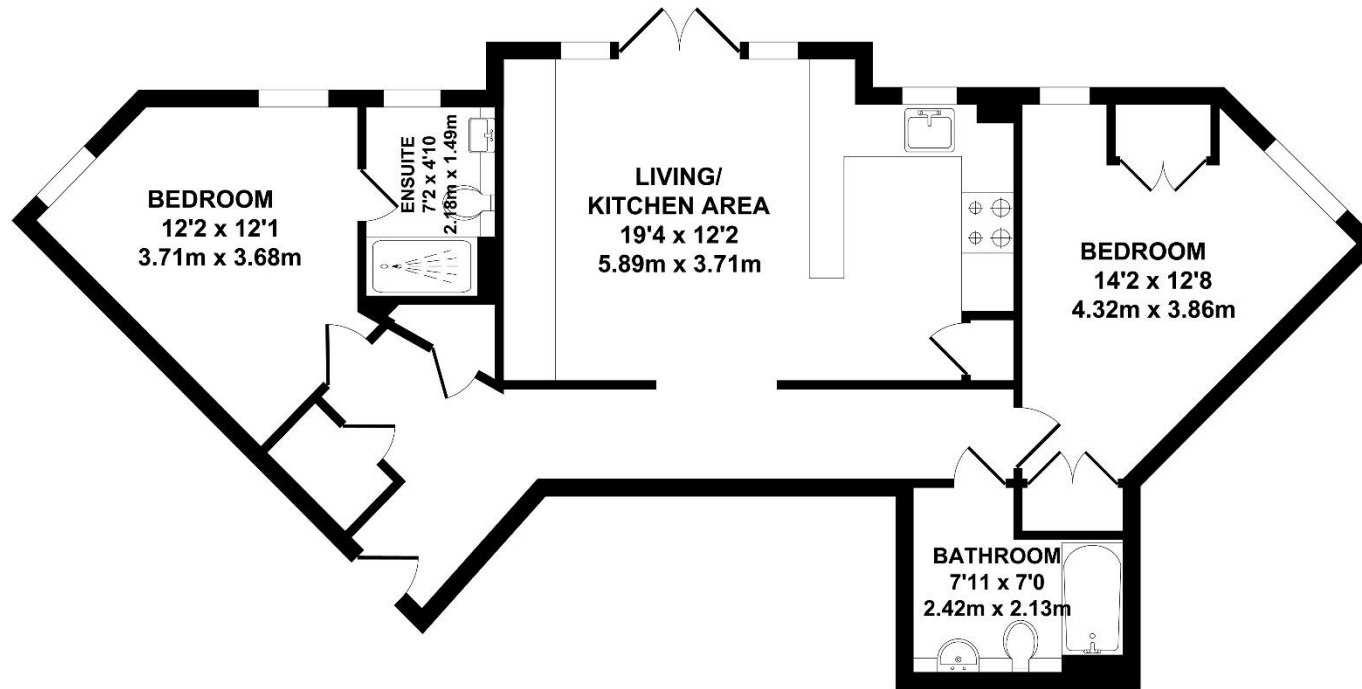 BEDROOM
12'2 x 12'1
3.71m x 3.68m
ENSUITE
7'2 x 4'10
2.18m x 1.49m
LIVING/
KITCHEN AREA
19'4 x 12'2
5.89m x 3.71m
BEDROOM
14'2 x 12'8
4.32m x 3.86m
BATHROOM
7'11 x 7'0
2.42m x 2.13m